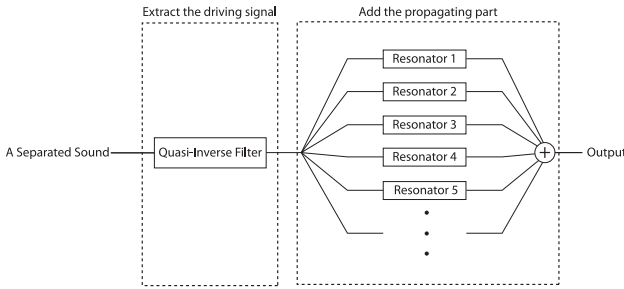 Extract the driving signal
Add the propagating part
A Separated Sound
Quasi-Inverse Filter
Resonator 1
Resonator 2
Resonator 3
Resonator 4
Resonator 5
+
Output